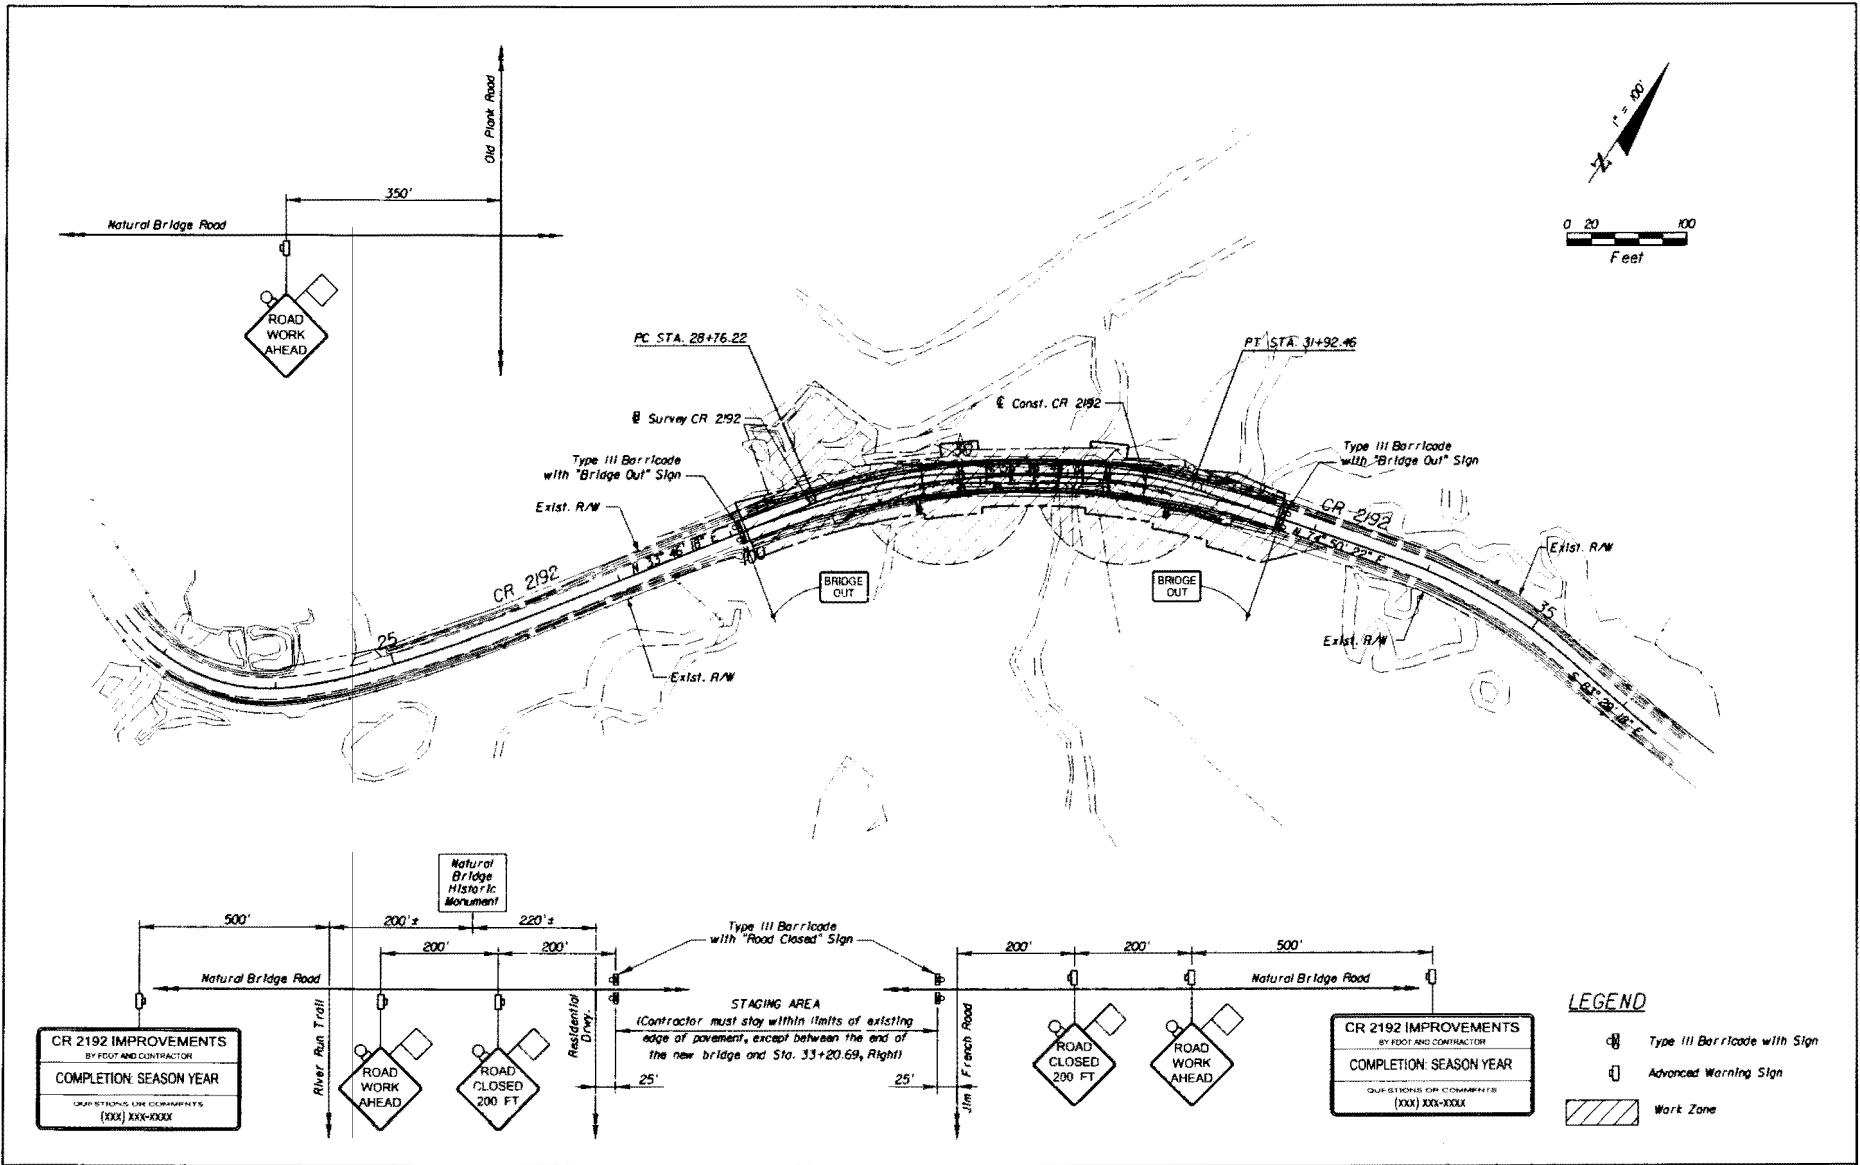 Old Plank Road
350'
Natural Bridge Road
ROAD
WORK
AHEAD
1" = 100'
N
0 20 100
Feet
PC STA. 28+76.22
PT STA. 31+92.46
Survey CR 2192
℄ Const. CR 2192
Type III Barricade
with "Bridge Out" Sign
Type III Barricade
with "Bridge Out" Sign
Exist. R/W
30
CR 2192
N 33° 46' 18" E
CR 2192
N 74° 50' 22" E
Exist. R/W
BRIDGE
OUT
BRIDGE
OUT
25
35
Exist. R/W
Exist. R/W
S 83° 28' 18" E
Natural
Bridge
Historic
Monument
500'
200'±
220'±
200'
200'
Type III Barricade
with "Road Closed" Sign
200'
200'
500'
Natural Bridge Road
Natural Bridge Road
River Run Trail
Residential
Drwy.
Jim French Road
STAGING AREA
(Contractor must stay within limits of existing
edge of pavement, except between the end of
the new bridge and Sta. 33+20.69, Right)
25'
25'
CR 2192 IMPROVEMENTS
BY FDOT AND CONTRACTOR
COMPLETION: SEASON YEAR
QUESTIONS OR COMMENTS
(XXX) XXX-XXXX
ROAD
WORK
AHEAD
ROAD
CLOSED
200 FT
ROAD
CLOSED
200 FT
ROAD
WORK
AHEAD
CR 2192 IMPROVEMENTS
BY FDOT AND CONTRACTOR
COMPLETION: SEASON YEAR
QUESTIONS OR COMMENTS
(XXX) XXX-XXXX
LEGEND
Type III Barricade with Sign
Advanced Warning Sign
Work Zone